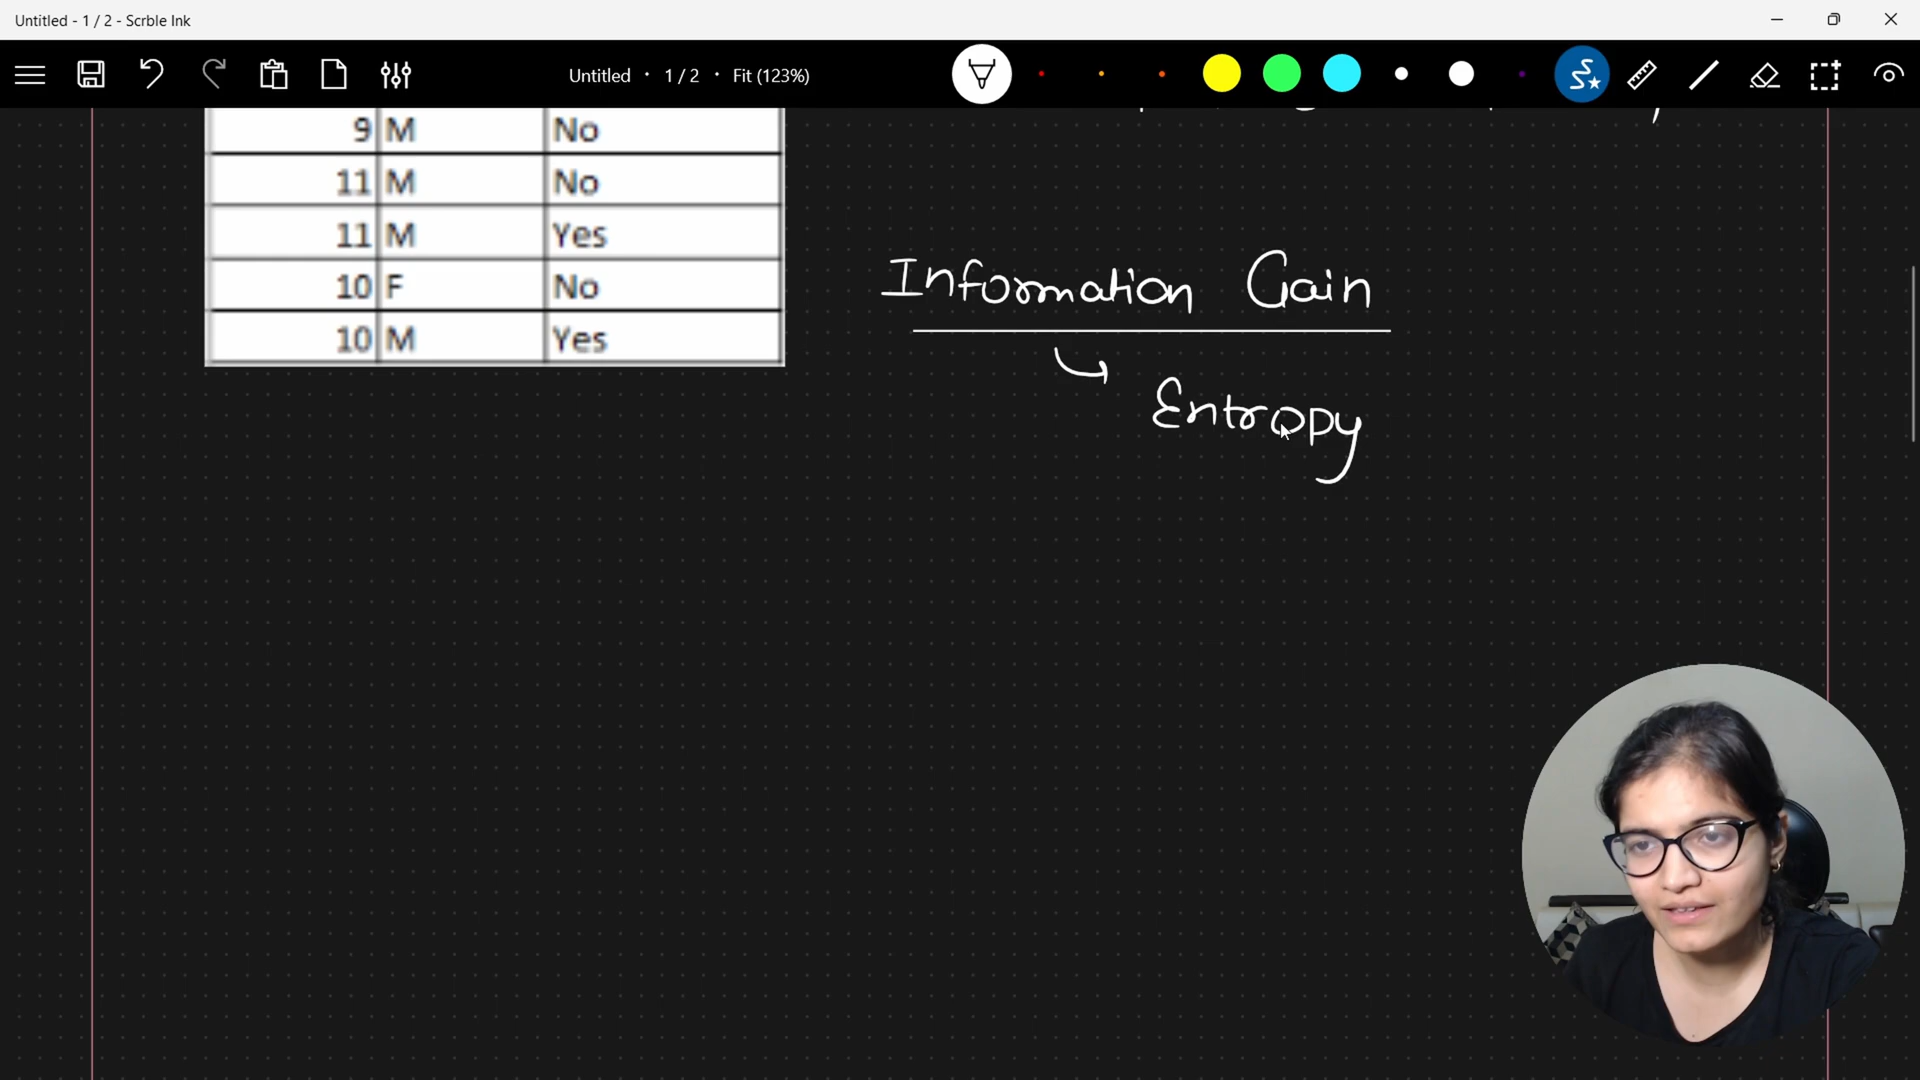 Untitled - 1 / 2 - Scrble Ink
Untitled • 1 / 2 • Fit (123%)
9 M No
11 M No
11 M Yes
10 F No
10 M Yes
Information Gain
Entropy